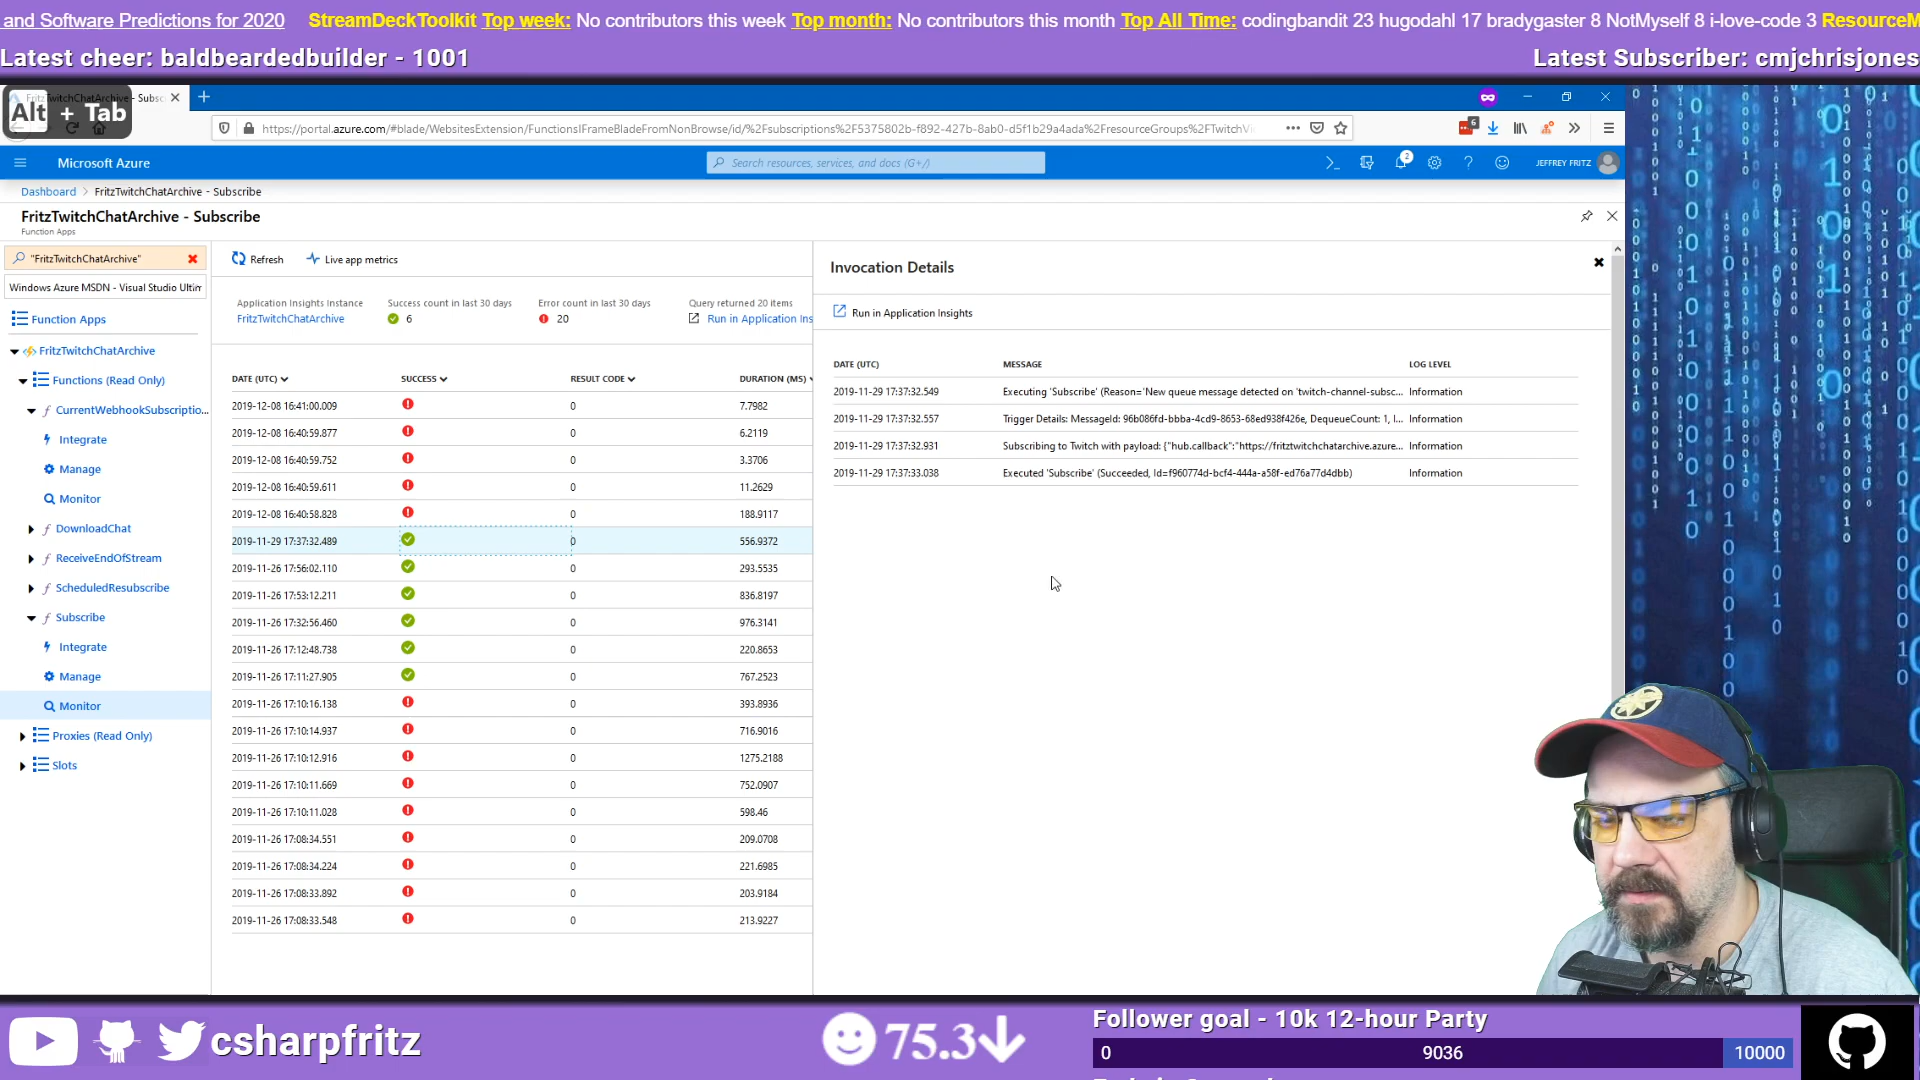 and Software Predictions for 2020 StreamDeckToolkit Top week: No contributors this week Top month: No contributors this month Top All Time: codingbandit 23 hugodahl 17 bradygaster 8 NotMyself 8 i-love-code 3 ResourceM
Latest cheer: baldbeardedbuilder - 1001
Latest Subscriber: cmjchrisjones
Alt + Tab
FritzTwitchChatArchive - Subsc
https://portal.azure.com/#blade/WebsitesExtension/FunctionsIFrameBladeFromNonBrowse/id/%2Fsubscriptions%2F5375802b-f892-427b-8ab0-d5f1b29a4ada%2FresourceGroups%2FTwitchVi
6
Microsoft Azure
Search resources, services, and docs (G+/)
2
JEFFREY FRITZ
Dashboard > FritzTwitchChatArchive - Subscribe
FritzTwitchChatArchive - Subscribe
Function Apps
"FritzTwitchChatArchive"
Windows Azure MSDN - Visual Studio Ultim
Function Apps
FritzTwitchChatArchive
Functions (Read Only)
CurrentWebhookSubscriptio...
Integrate
Manage
Monitor
DownloadChat
ReceiveEndOfStream
ScheduledResubscribe
Subscribe
Integrate
Manage
Monitor
Proxies (Read Only)
Slots
Refresh
Live app metrics
Application Insights Instance
FritzTwitchChatArchive
Success count in last 30 days
6
Error count in last 30 days
20
Query returned 20 items
Run in Application Ins
DATE (UTC) SUCCESS RESULT CODE DURATION (MS)
2019-12-08 16:41:00.009 0 7.7982
2019-12-08 16:40:59.877 0 6.2119
2019-12-08 16:40:59.752 0 3.3706
2019-12-08 16:40:59.611 0 11.2629
2019-12-08 16:40:58.828 0 188.9117
2019-11-29 17:37:32.489 0 556.9372
2019-11-26 17:56:02.110 0 293.5535
2019-11-26 17:53:12.211 0 836.8197
2019-11-26 17:32:56.460 0 976.3141
2019-11-26 17:12:48.738 0 220.8653
2019-11-26 17:11:27.905 0 767.2523
2019-11-26 17:10:16.138 0 393.8936
2019-11-26 17:10:14.937 0 716.9016
2019-11-26 17:10:12.916 0 1275.2188
2019-11-26 17:10:11.669 0 752.0907
2019-11-26 17:10:11.028 0 598.46
2019-11-26 17:08:34.551 0 209.0708
2019-11-26 17:08:34.224 0 221.6985
2019-11-26 17:08:33.892 0 203.9184
2019-11-26 17:08:33.548 0 213.9227
Invocation Details
Run in Application Insights
DATE (UTC) MESSAGE LOG LEVEL
2019-11-29 17:37:32.549 Executing 'Subscribe' (Reason='New queue message detected on 'twitch-channel-subsc... Information
2019-11-29 17:37:32.557 Trigger Details: MessageId: 96b086fd-bbba-4cd9-8653-68ed938f426e, DequeueCount: 1, I... Information
2019-11-29 17:37:32.931 Subscribing to Twitch with payload: {"hub.callback":"https://fritztwitchchatarchive.azure... Information
2019-11-29 17:37:33.038 Executed 'Subscribe' (Succeeded, Id=f960774d-bcf4-444a-a58f-ed76a77d4dbb) Information
csharpfritz
75.3
Follower goal - 10k 12-hour Party
0 9036 10000